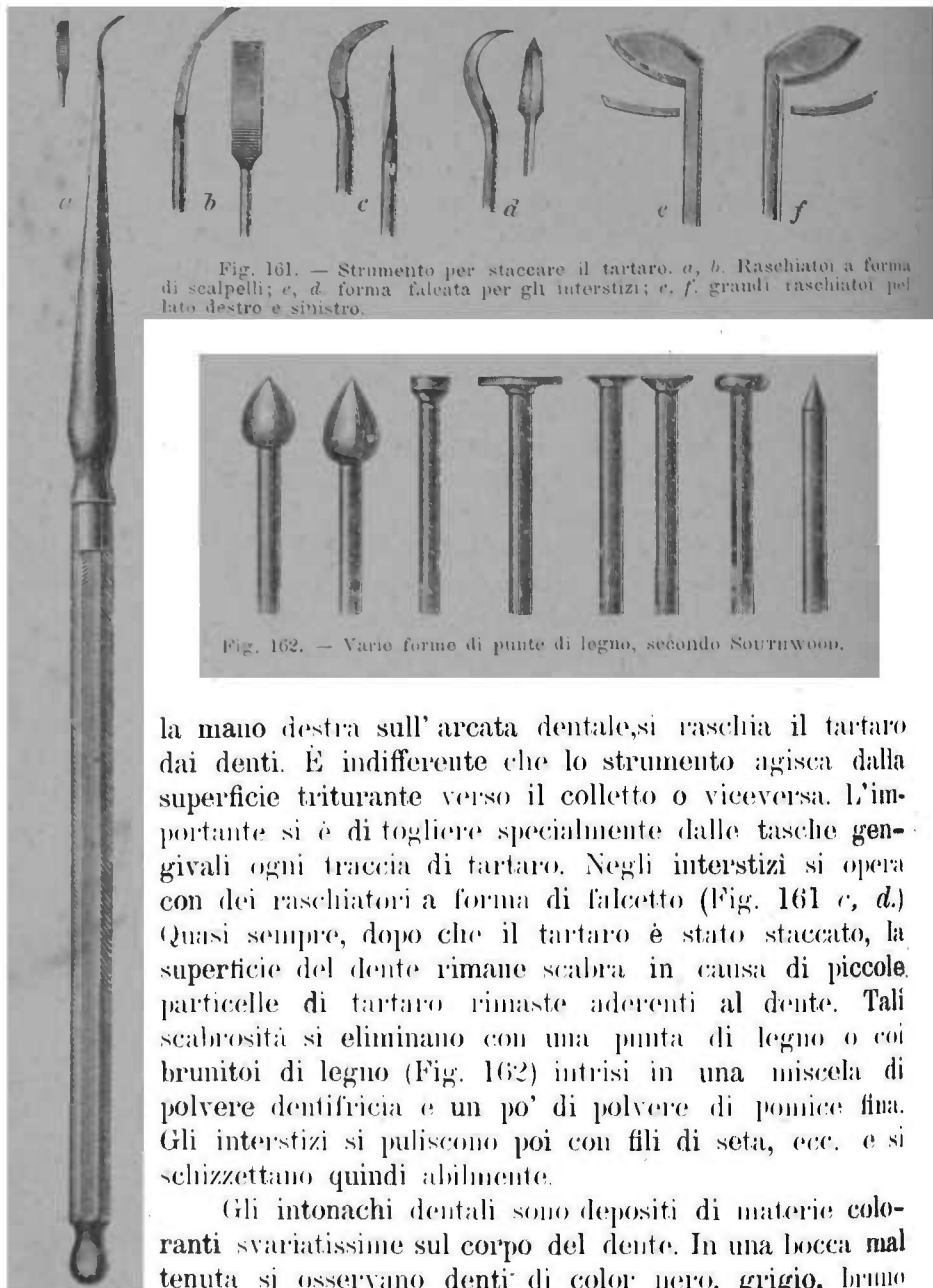 a
b
c
d
e
f
Fig. 161. — Strumento per staccare il tartaro. a, b. Raschiatoi a forma
di scalpelli; c, d. forma falcata per gli interstizi; e, f. grandi raschiatoi pel
lato destro e sinistro.
Fig. 162. — Varie forme di punte di legno, secondo SOUTHWOOD.
la mano destra sull' arcata dentale,si raschia il tartaro
dai denti. È indifferente che lo strumento agisca dalla
superficie triturante verso il colletto o viceversa. L'im-
portante si è di togliere specialmente dalle tasche gen-
givali ogni traccia di tartaro. Negli interstizi si opera
con dei raschiatori a forma di falcetto (Fig. 161 c, d.)
Quasi sempre, dopo che il tartaro è stato staccato, la
superficie del dente rimane scabra in causa di piccole
particelle di tartaro rimaste aderenti al dente. Tali
scabrosità si eliminano con una punta di legno o coi
brunitoi di legno (Fig. 162) intrisi in una miscela di
polvere dentifricia e un po' di polvere di pomice fina.
Gli interstizi si puliscono poi con fili di seta, ecc. e si
schizzettano quindi abilmente.
Gli intonachi dentali sono depositi di materie colo-
ranti svariatissime sul corpo del dente. In una bocca mal
tenuta si osservano denti di color nero, grigio, bruno